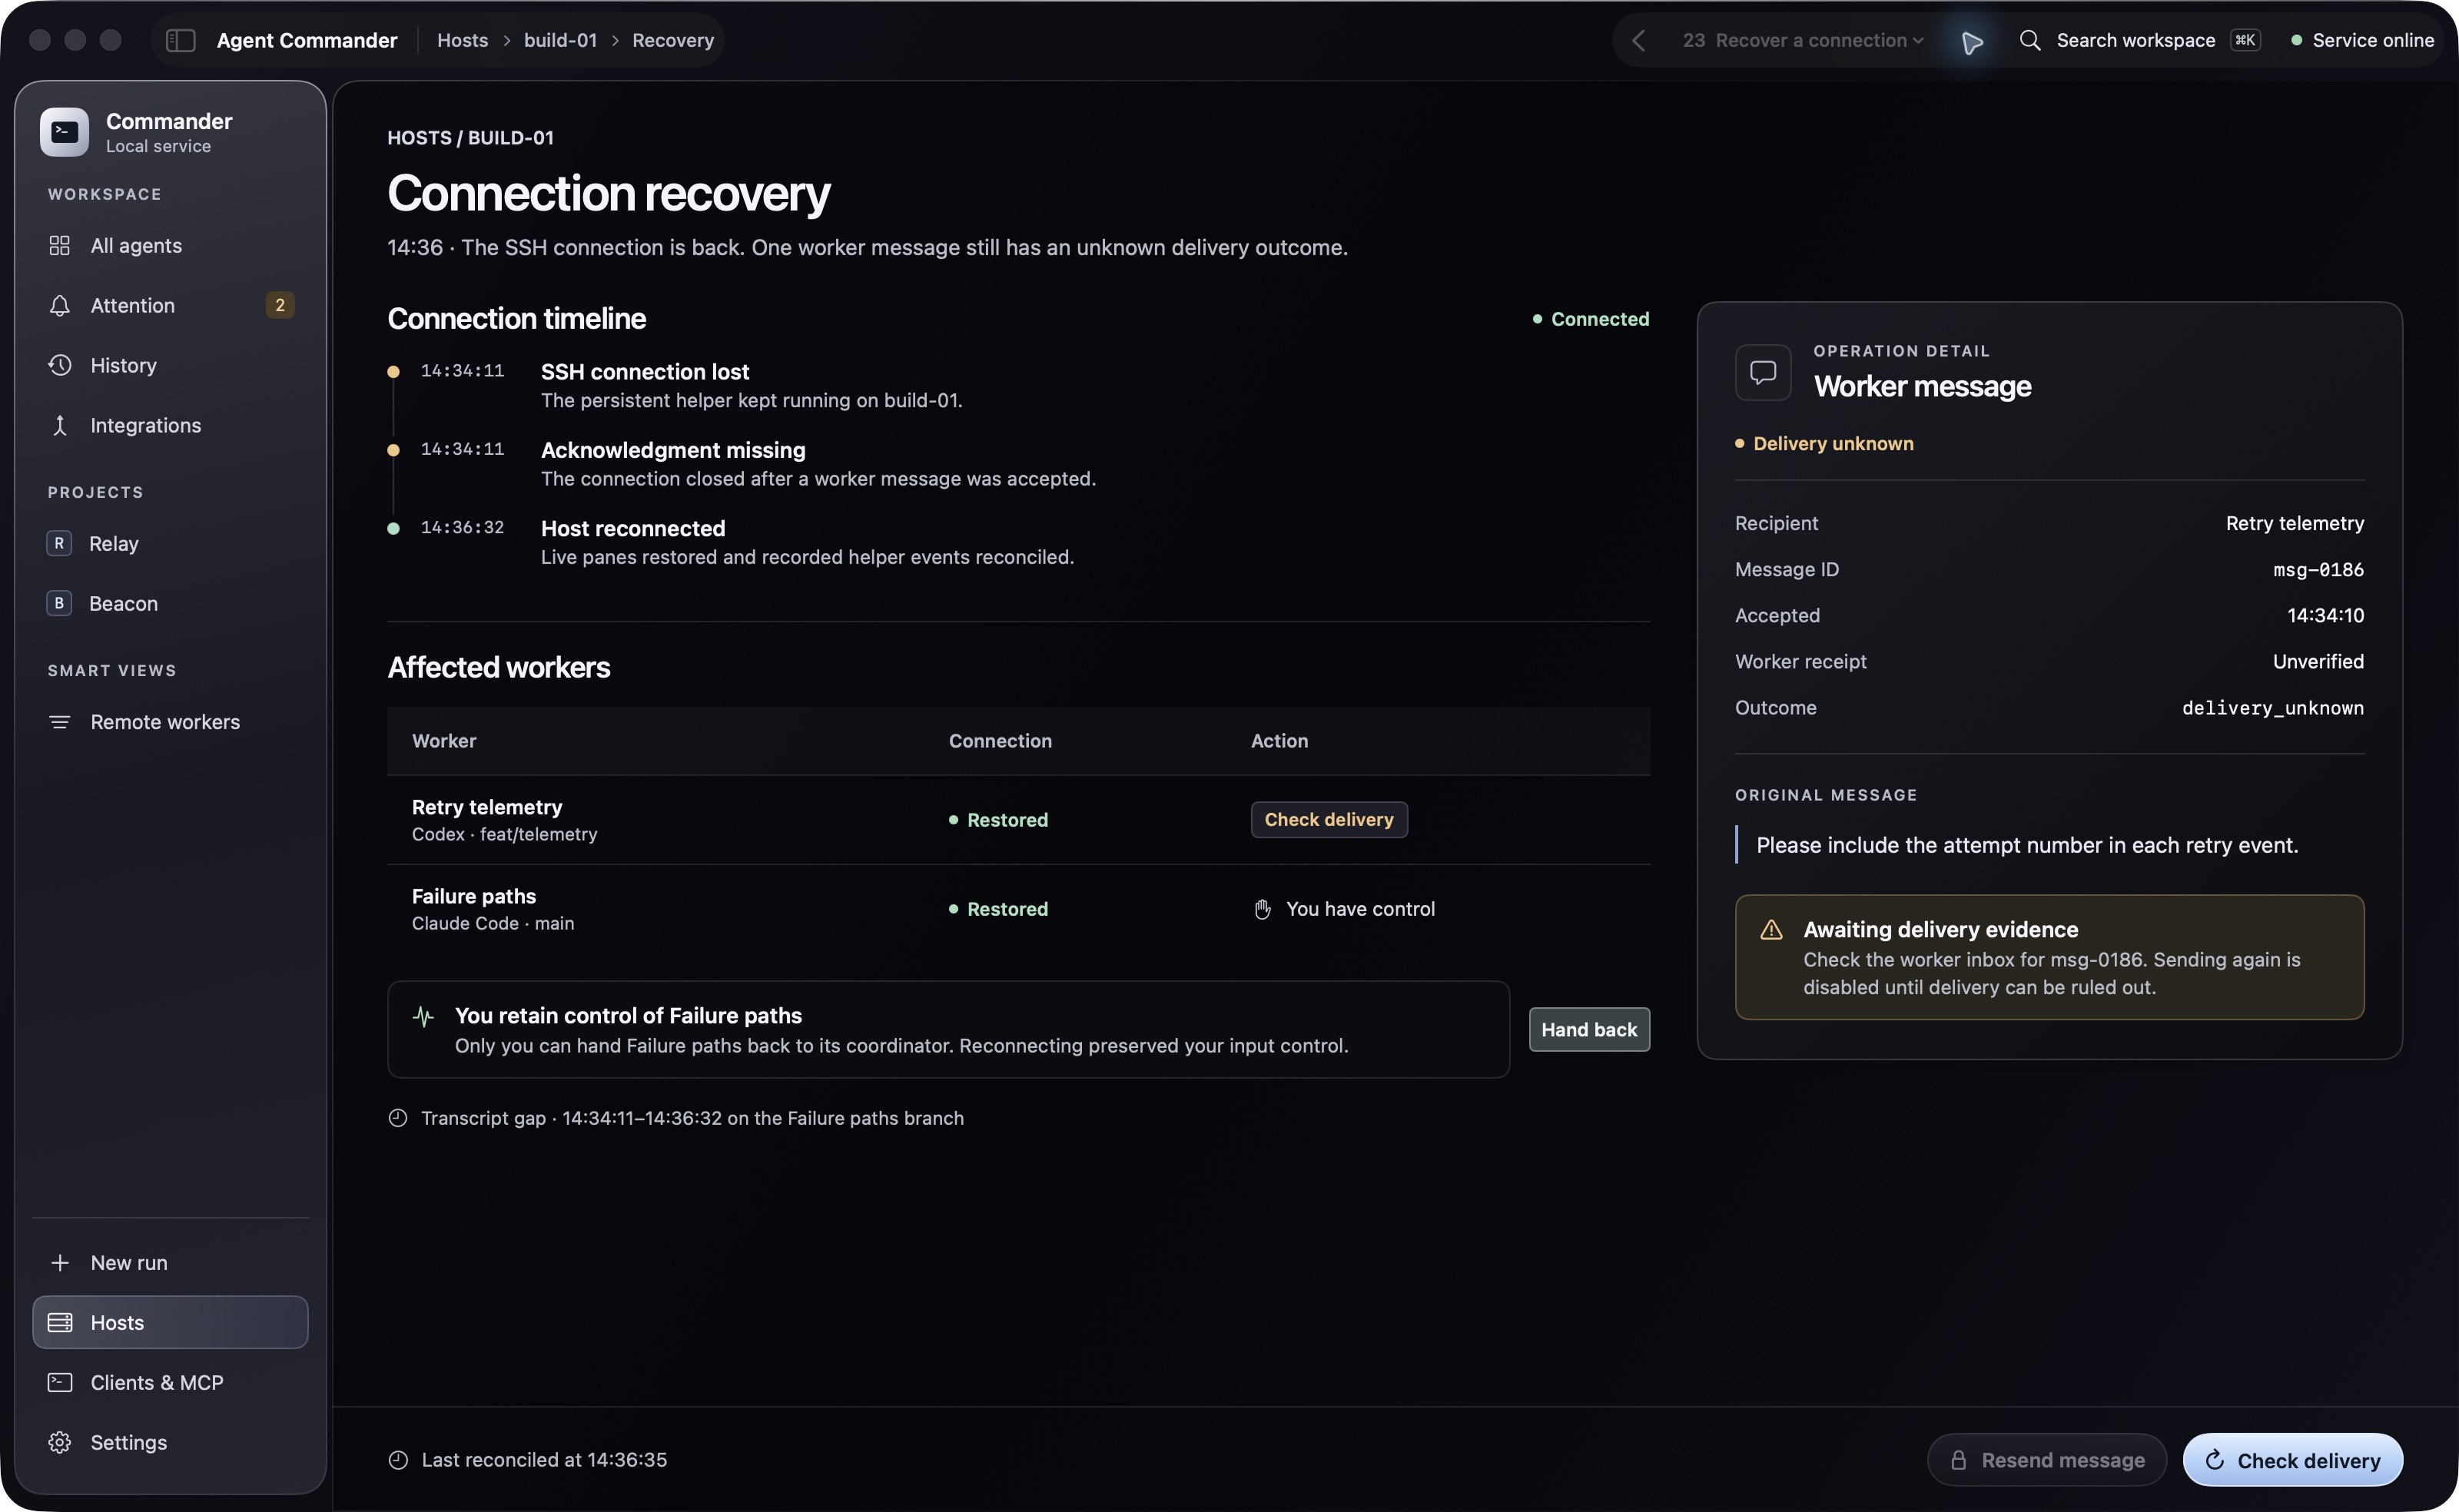 Agent Commander
Hosts > build-01 > Recovery
23 Recover a connection
Search workspace ⌘K
Service online
Commander
Local service
WORKSPACE
All agents
Attention 2
History
Integrations
PROJECTS
R Relay
B Beacon
SMART VIEWS
Remote workers
New run
Hosts
Clients & MCP
Settings
HOSTS / BUILD-01
Connection recovery
14:36 · The SSH connection is back. One worker message still has an unknown delivery outcome.
Connection timeline
Connected
14:34:11 SSH connection lost
The persistent helper kept running on build-01.
14:34:11 Acknowledgment missing
The connection closed after a worker message was accepted.
14:36:32 Host reconnected
Live panes restored and recorded helper events reconciled.
Affected workers
Worker Connection Action
Retry telemetry
Codex · feat/telemetry
Restored
Check delivery
Failure paths
Claude Code · main
Restored
You have control
You retain control of Failure paths
Only you can hand Failure paths back to its coordinator. Reconnecting preserved your input control.
Hand back
Transcript gap · 14:34:11–14:36:32 on the Failure paths branch
OPERATION DETAIL
Worker message
Delivery unknown
Recipient Retry telemetry
Message ID msg-0186
Accepted 14:34:10
Worker receipt Unverified
Outcome delivery_unknown
ORIGINAL MESSAGE
Please include the attempt number in each retry event.
Awaiting delivery evidence
Check the worker inbox for msg-0186. Sending again is
disabled until delivery can be ruled out.
Last reconciled at 14:36:35
Resend message
Check delivery